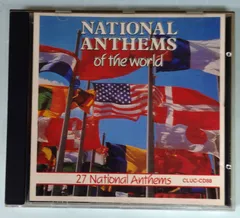 NATIONAL
ANTHEMS
of the world
27 National Anthems
CLUC-CD98